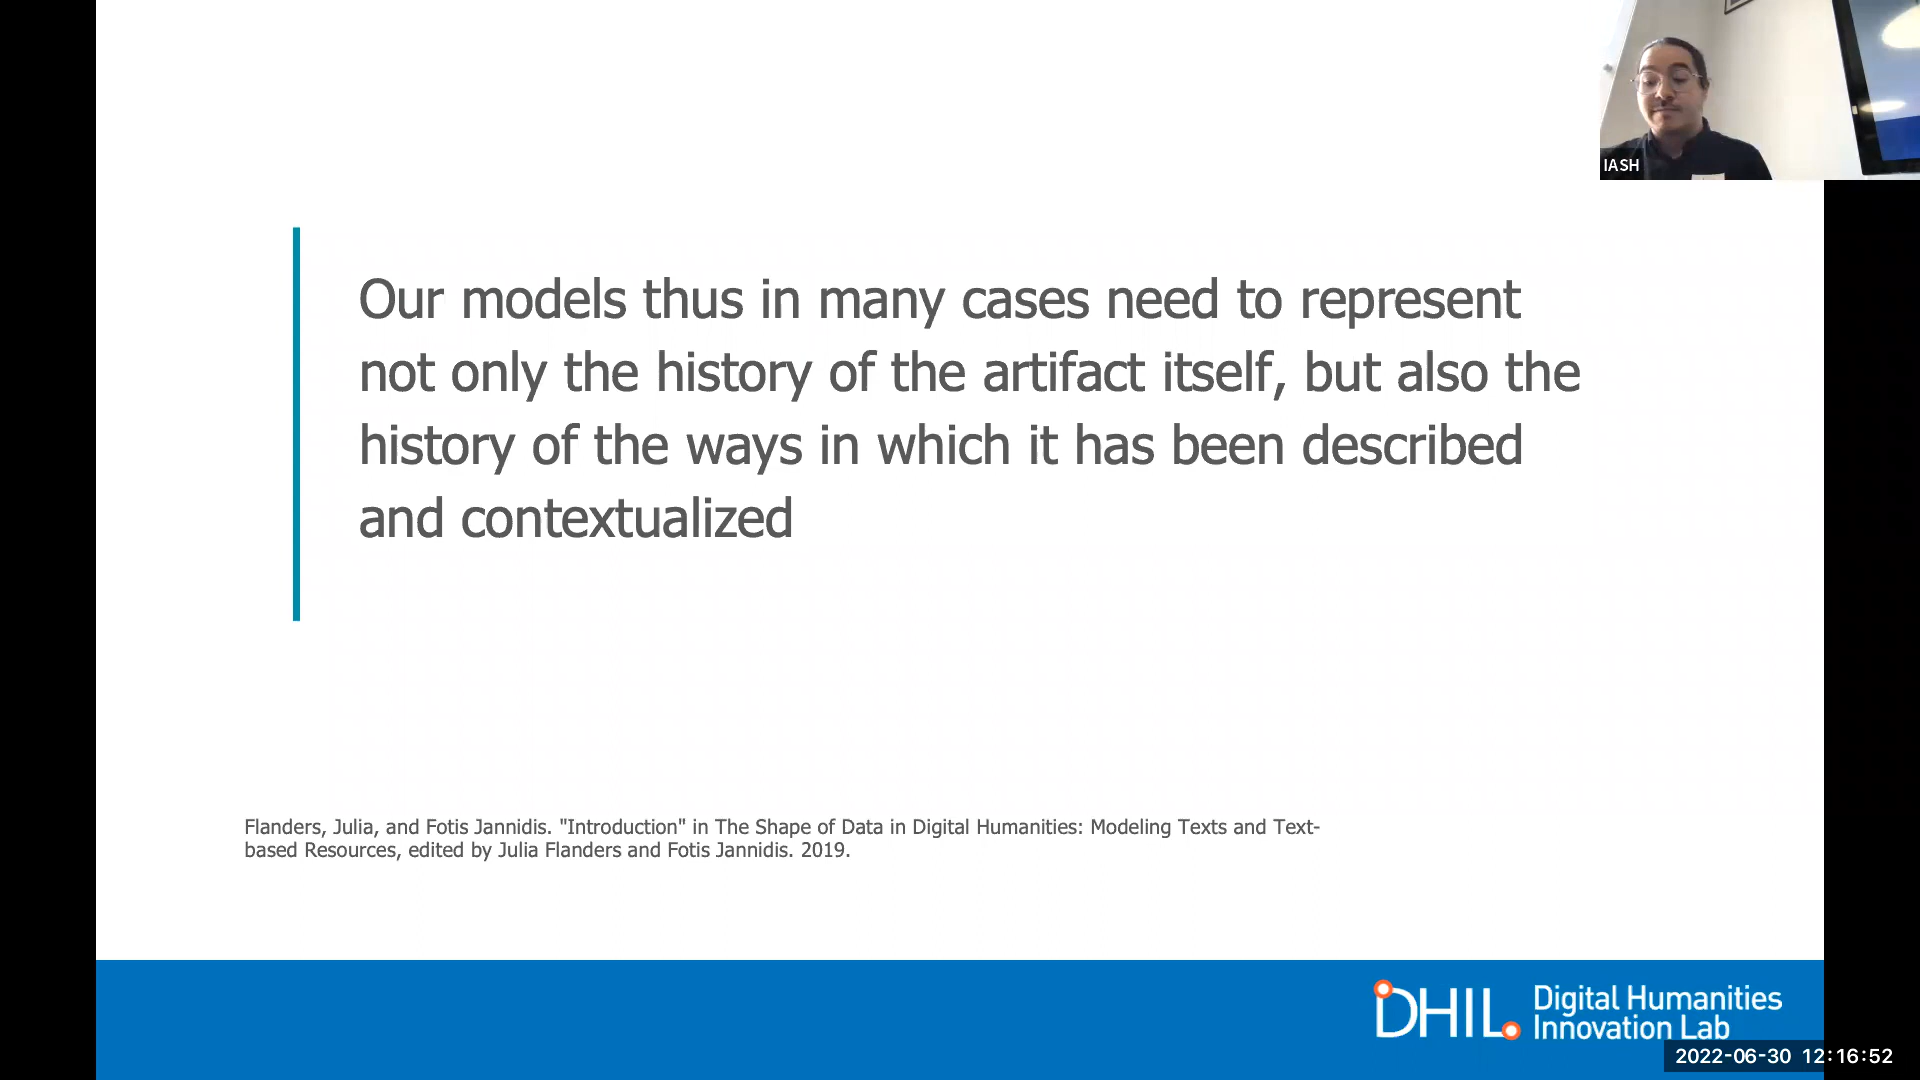 IASH
Our models thus in many cases need to represent
not only the history of the artifact itself, but also the
history of the ways in which it has been described
and contextualized
Flanders, Julia, and Fotis Jannidis. "Introduction" in The Shape of Data in Digital Humanities: Modeling Texts and Text-
based Resources, edited by Julia Flanders and Fotis Jannidis. 2019.
DHIL
Digital Humanities
Innovation Lab
2022-06-30 12:16:52